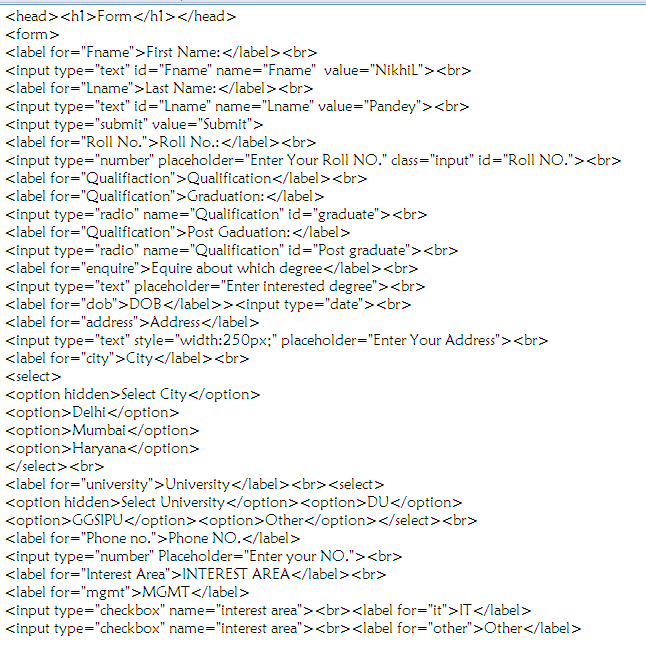 <head><h1>Form</h1></head>
<form>
<label for="Fname">First Name:</label><br>
<input type="text" id="Fname" name="Fname"  value="NikhiL"><br>
<label for="Lname">Last Name:</label><br>
<input type="text" id="Lname" name="Lname" value="Pandey"><br>
<input type="submit" value="Submit">
<label for="Roll No.">Roll No.:</label><br>
<input type="number" placeholder="Enter Your Roll NO." class="input" id="Roll NO."><br>
<label for="Qualifiaction">Qualification</label><br>
<label for="Qualification">Graduation:</label>
<input type="radio" name="Qualification" id="graduate"><br>
<label for="Qualification">Post Gaduation:</label>
<input type="radio" name="Qualification" id="Post graduate"><br>
<label for="enquire">Equire about which degree</label><br>
<input type="text" placeholder="Enter interested degree"><br>
<label for="dob">DOB</label>><input type="date"><br>
<label for="address">Address</label>
<input type="text" style="width:250px;" placeholder="Enter Your Address"><br>
<label for="city">City</label><br>
<select>
<option hidden>Select City</option>
<option>Delhi</option>
<option>Mumbai</option>
<option>Haryana</option>
</select><br>
<label for="university">University</label><br><select>
<option hidden>Select University</option><option>DU</option>
<option>GGSIPU</option><option>Other</option></select><br>
<label for="Phone no.">Phone NO.</label>
<input type="number" Placeholder="Enter your NO."><br>
<label for="Interest Area">INTEREST AREA</label><br>
<label for="mgmt">MGMT</label>
<input type="checkbox" name="interest area"><br><label for="it">IT</label>
<input type="checkbox" name="interest area"><br><label for="other">Other</label>